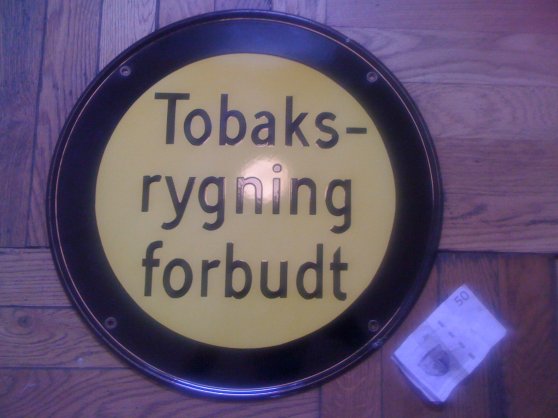 Tobaks-
rygning
forbudt
50